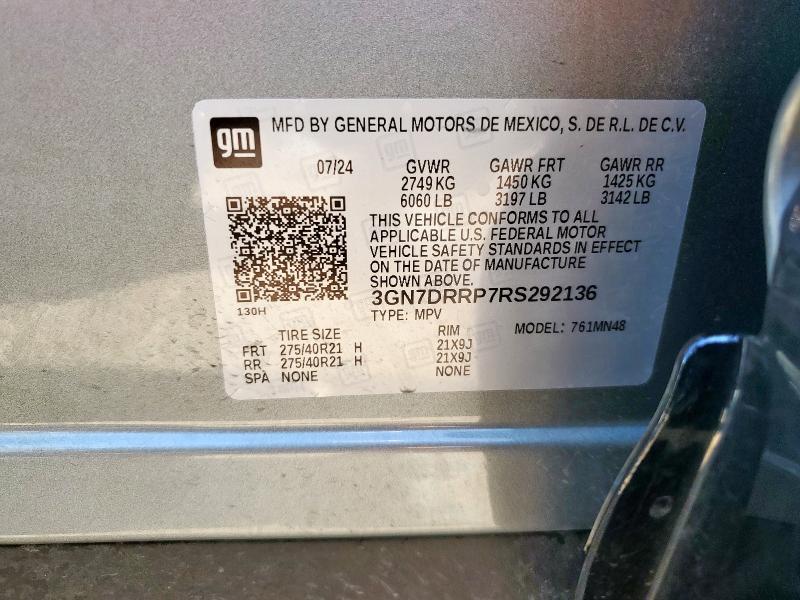 gm
MFD BY GENERAL MOTORS DE MEXICO, S. DE R.L. DE C.V.
07/24 GVWR GAWR FRT GAWR RR
2749 KG 1450 KG 1425 KG
6060 LB 3197 LB 3142 LB
THIS VEHICLE CONFORMS TO ALL
APPLICABLE U.S. FEDERAL MOTOR
VEHICLE SAFETY STANDARDS IN EFFECT
ON THE DATE OF MANUFACTURE
SHOWN ABOVE.
3GN7DRRP7RS292136
130H
TYPE: MPV
MODEL: 761MN48
TIRE SIZE RIM
FRT 275/40R21 H 21X9J
RR 275/40R21 H 21X9J
SPA NONE NONE